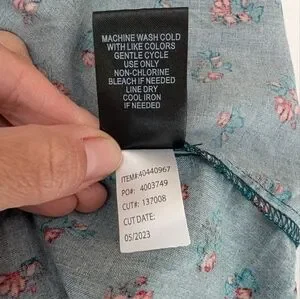 MACHINE WASH COLD
WITH LIKE COLORS
GENTLE CYCLE
USE ONLY
NON-CHLORINE
BLEACH IF NEEDED
LINE DRY
COOL IRON
IF NEEDED
ITEM#:40440967
PO#: 4003749
CUT#: 137008
CUT DATE:
05/2023